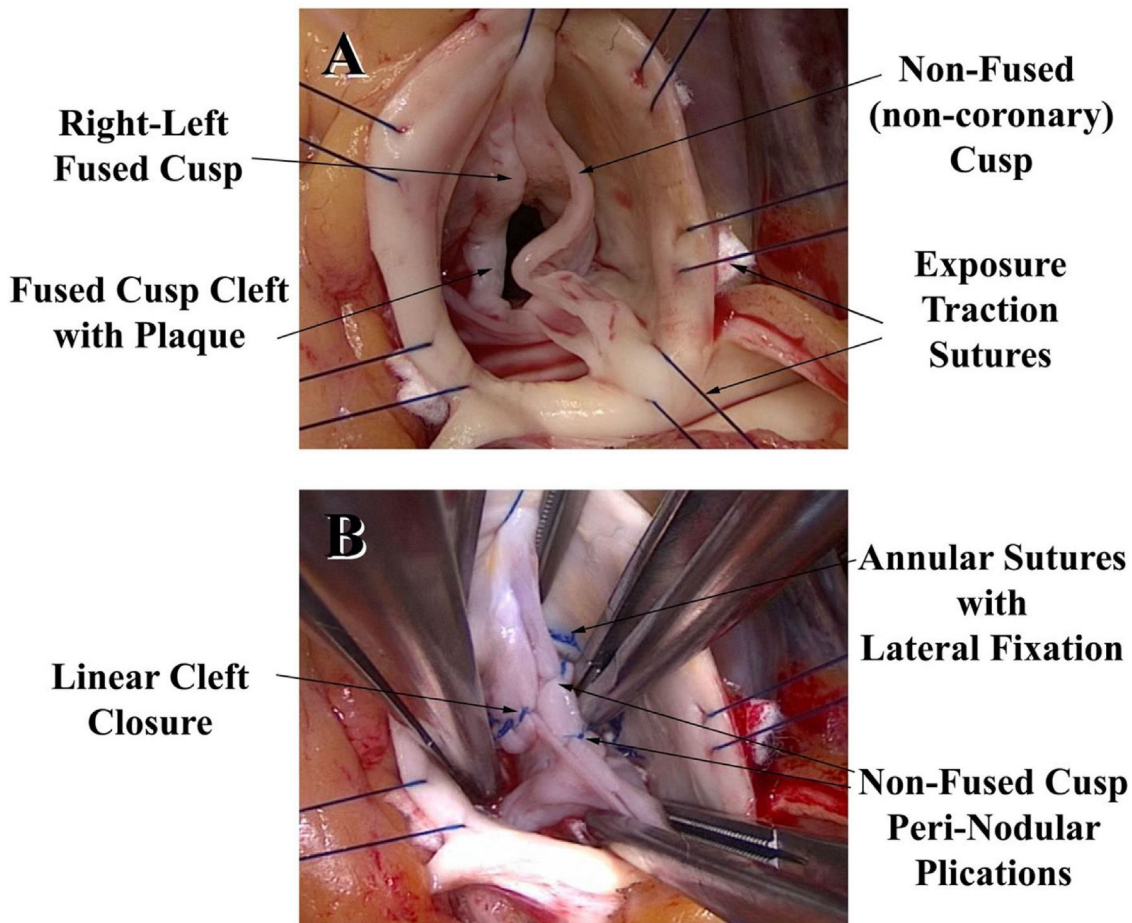 A
Right-Left
Fused Cusp
Fused Cusp Cleft
with Plaque
Non-Fused
(non-coronary)
Cusp
Exposure
Traction
Sutures
B
Linear Cleft
Closure
Annular Sutures
with
Lateral Fixation
Non-Fused Cusp
Peri-Nodular
Plications